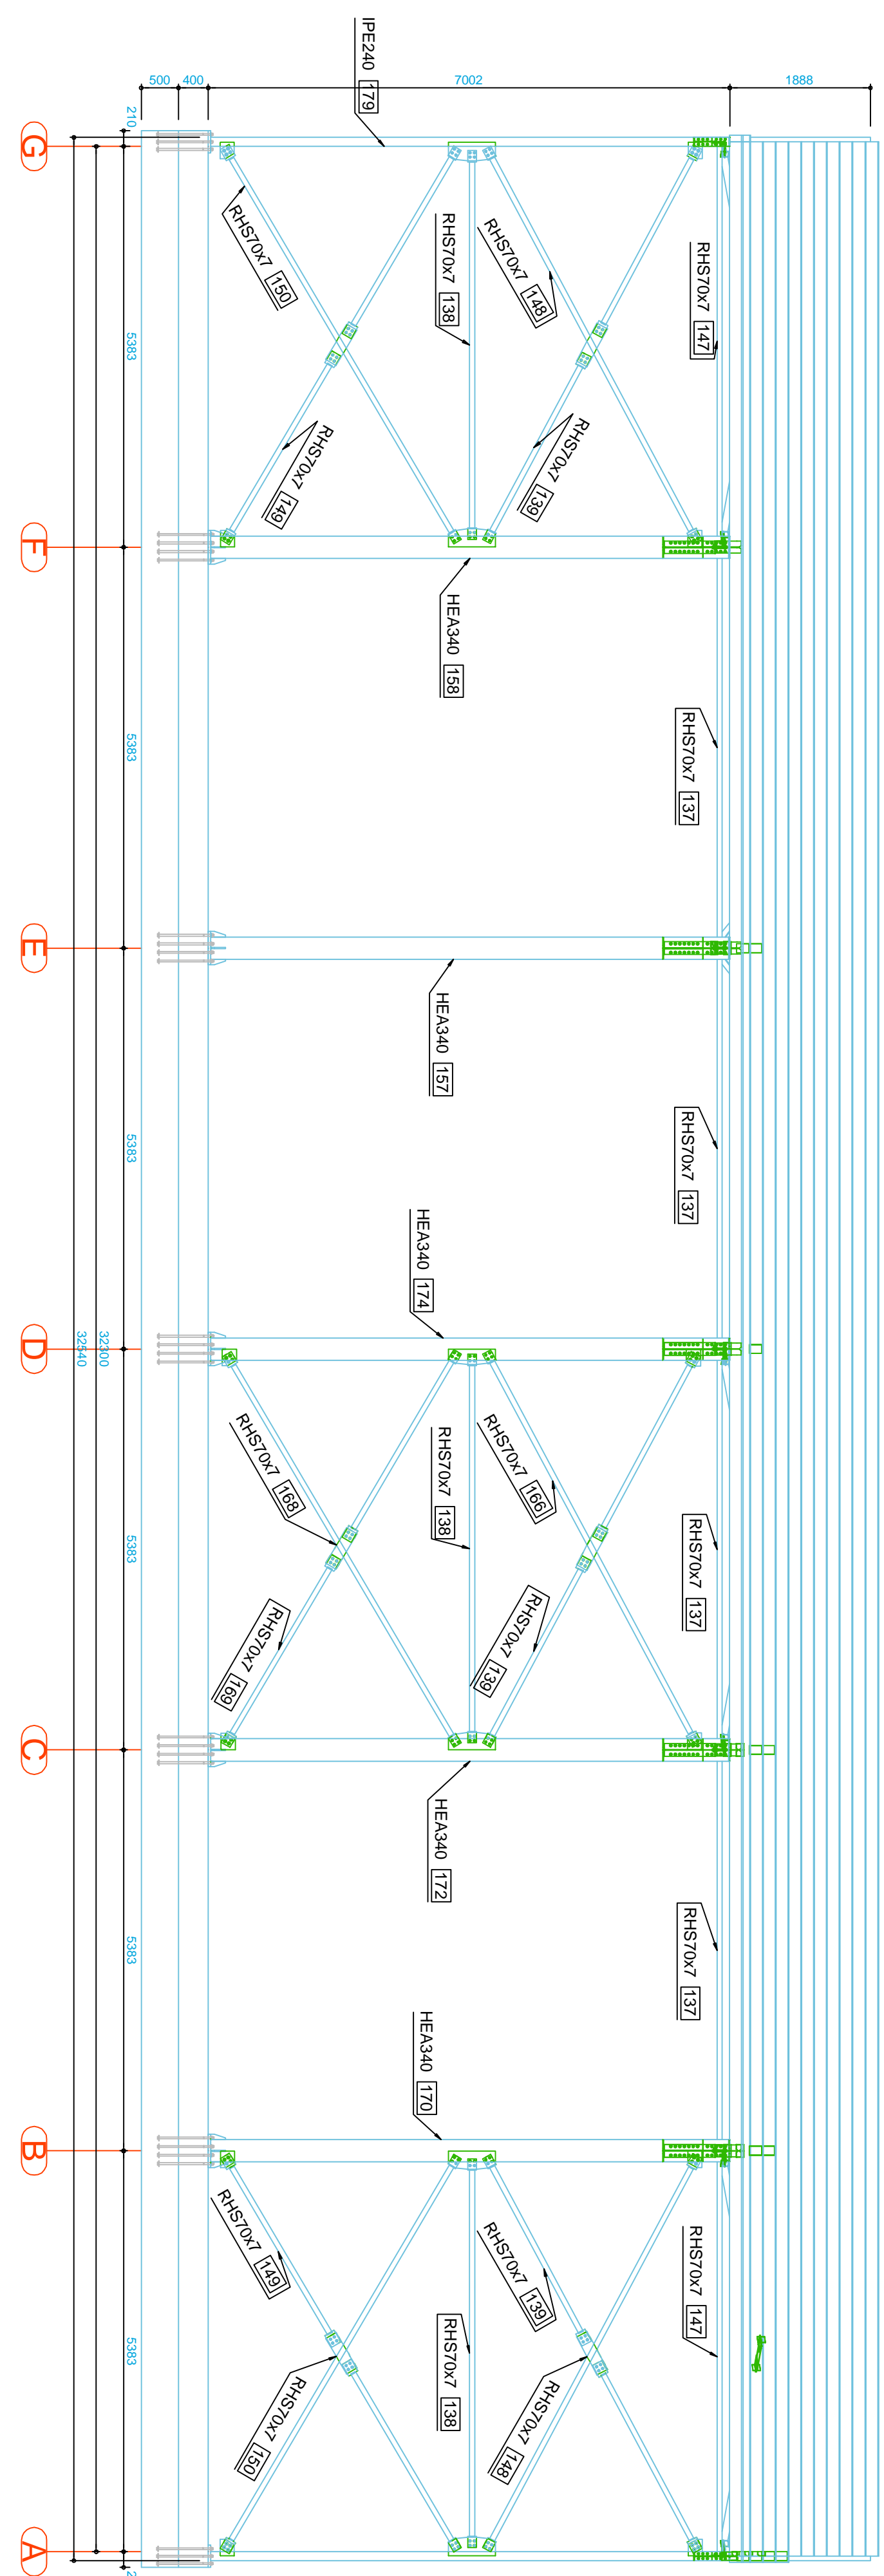 IPE240 179
500
400
7002
1888
210
G
RHS70x7 150
RHS70x7 138
RHS70x7 148
RHS70x7 147
5383
RHS70x7 149
RHS70x7 139
F
HEA340 158
RHS70x7 137
5383
E
HEA340 157
RHS70x7 137
5383
HEA340 174
D
32540
32300
RHS70x7 168
RHS70x7 138
RHS70x7 166
RHS70x7 137
5383
RHS70x7 169
RHS70x7 139
C
HEA340 172
RHS70x7 137
5383
HEA340 170
B
RHS70x7 149
RHS70x7 139
RHS70x7 147
5383
RHS70x7 150
RHS70x7 138
RHS70x7 148
A